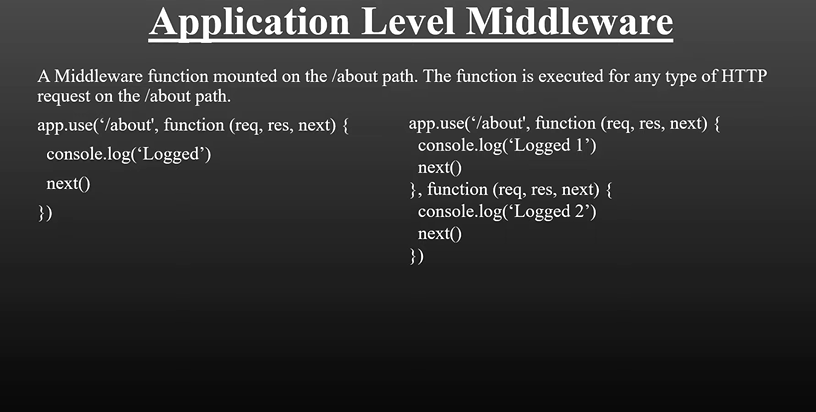 Application Level Middleware
A Middleware function mounted on the /about path. The function is executed for any type of HTTP
request on the /about path.
app.use(‘/about', function (req, res, next) {
console.log(‘Logged’)
next()
})
app.use(‘/about', function (req, res, next) {
console.log(‘Logged 1’)
next()
}, function (req, res, next) {
console.log(‘Logged 2’)
next()
})